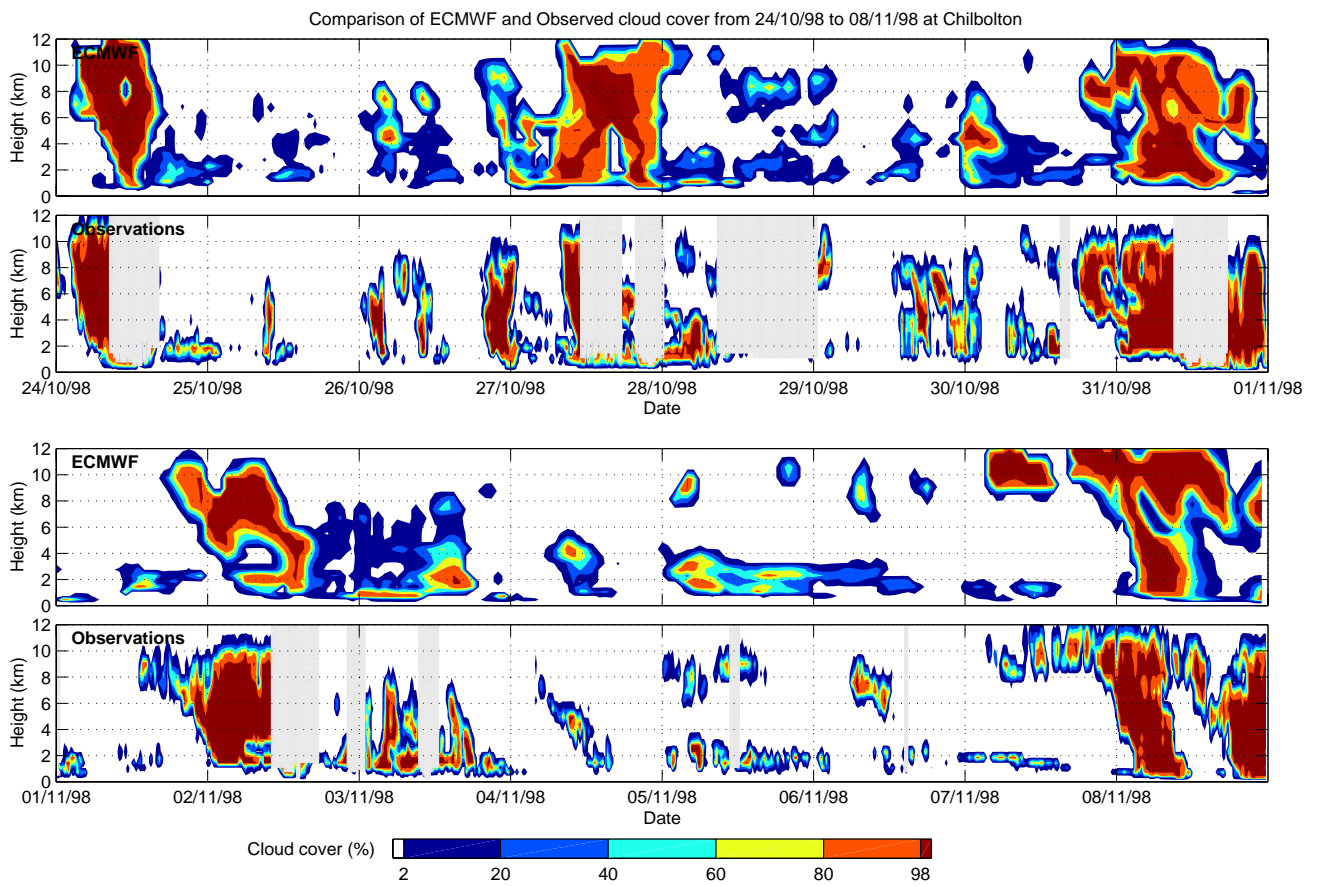 Comparison of ECMWF and Observed cloud cover from 24/10/98 to 08/11/98 at Chilbolton
ECMWF
Height (km)
12
10
8
6
4
2
0
Observations
Height (km)
12
10
8
6
4
2
0
24/10/98 25/10/98 26/10/98 27/10/98 28/10/98 29/10/98 30/10/98 31/10/98 01/11/98
Date
ECMWF
Height (km)
12
10
8
6
4
2
0
Observations
Height (km)
12
10
8
6
4
2
0
01/11/98 02/11/98 03/11/98 04/11/98 05/11/98 06/11/98 07/11/98 08/11/98
Date
Cloud cover (%)
2 20 40 60 80 98